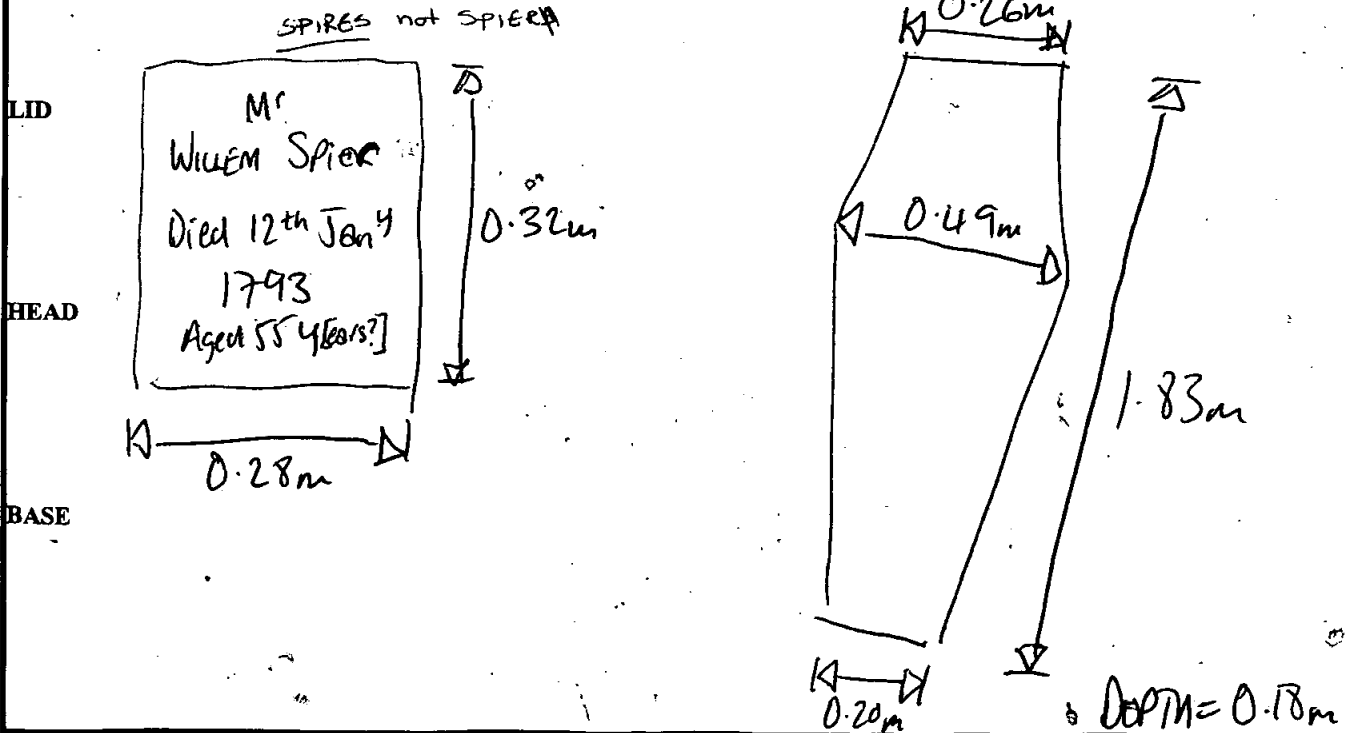 SPIRES not SPIER
LID
Mr
WILLEM SPIER
Died 12th Jany
1793
Aged 55 y[ears?]
0.32m
0.28m
HEAD
BASE
0.26m
0.49m
1.83m
0.20m
DEPTH = 0.18m